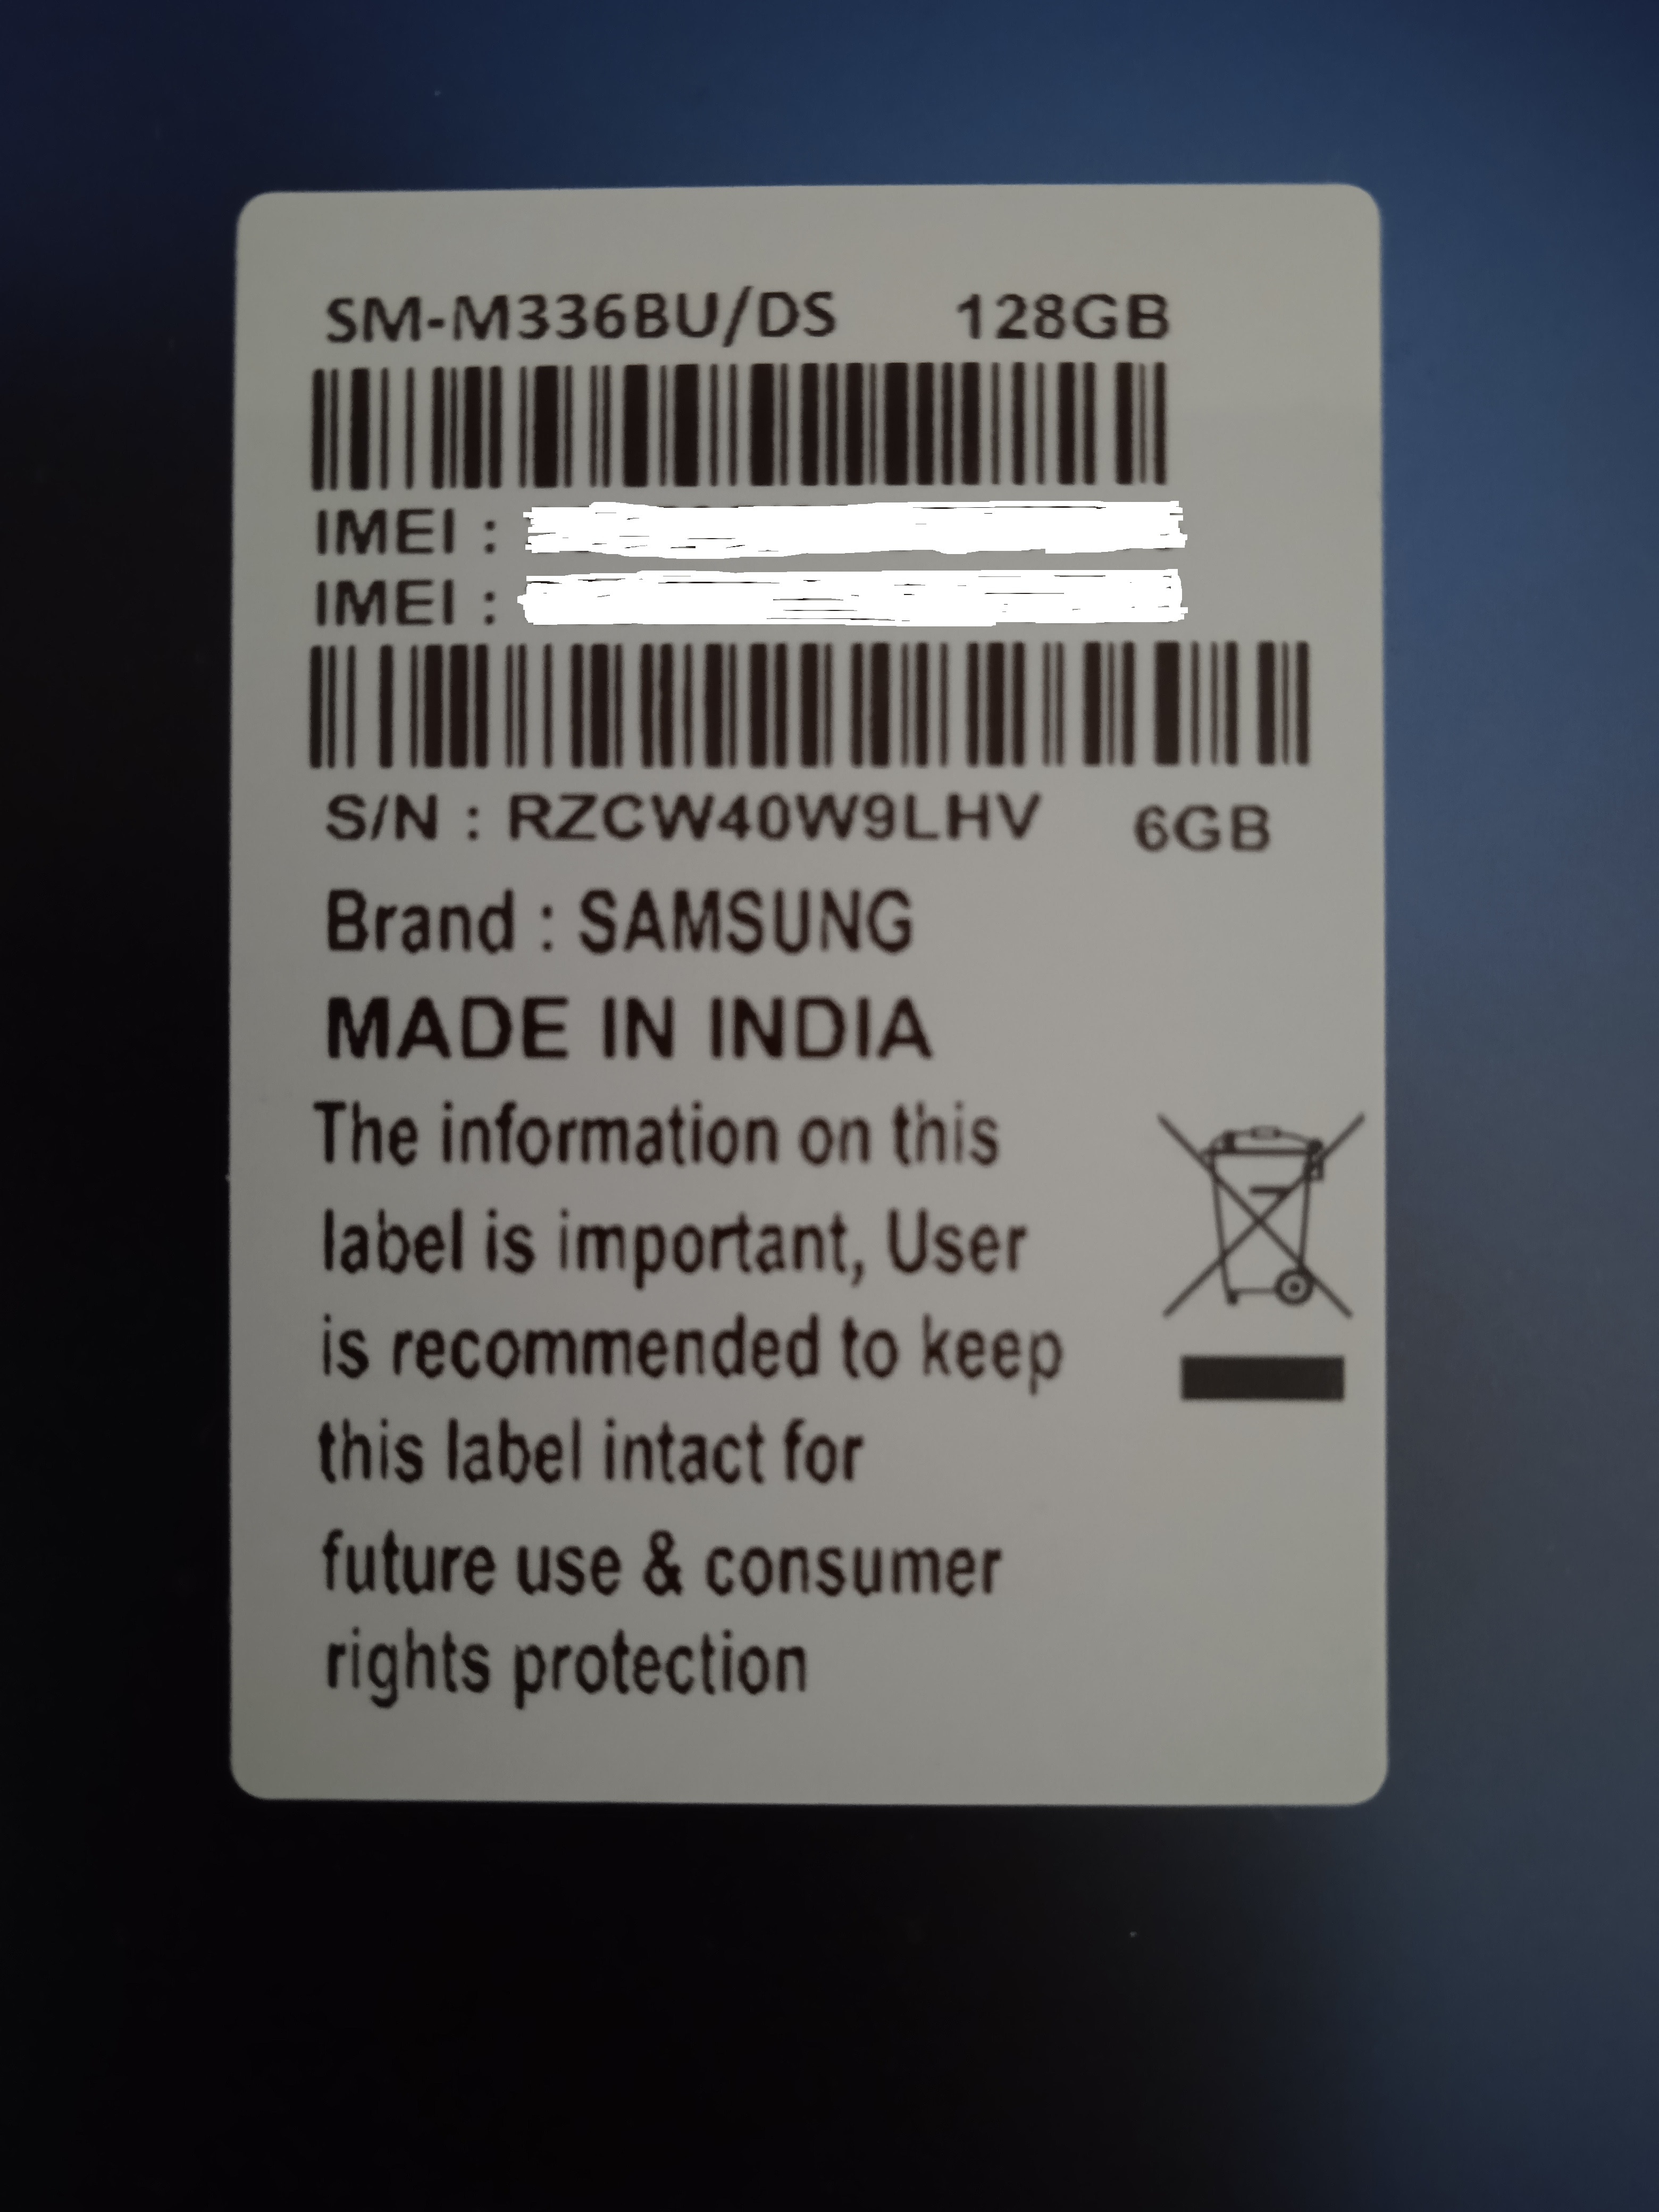 SM-M336BU/DS 128GB
IMEI :
IMEI :
S/N : RZCW40W9LHV 6GB
Brand : SAMSUNG
MADE IN INDIA
The information on this
label is important, User
is recommended to keep
this label intact for
future use & consumer
rights protection